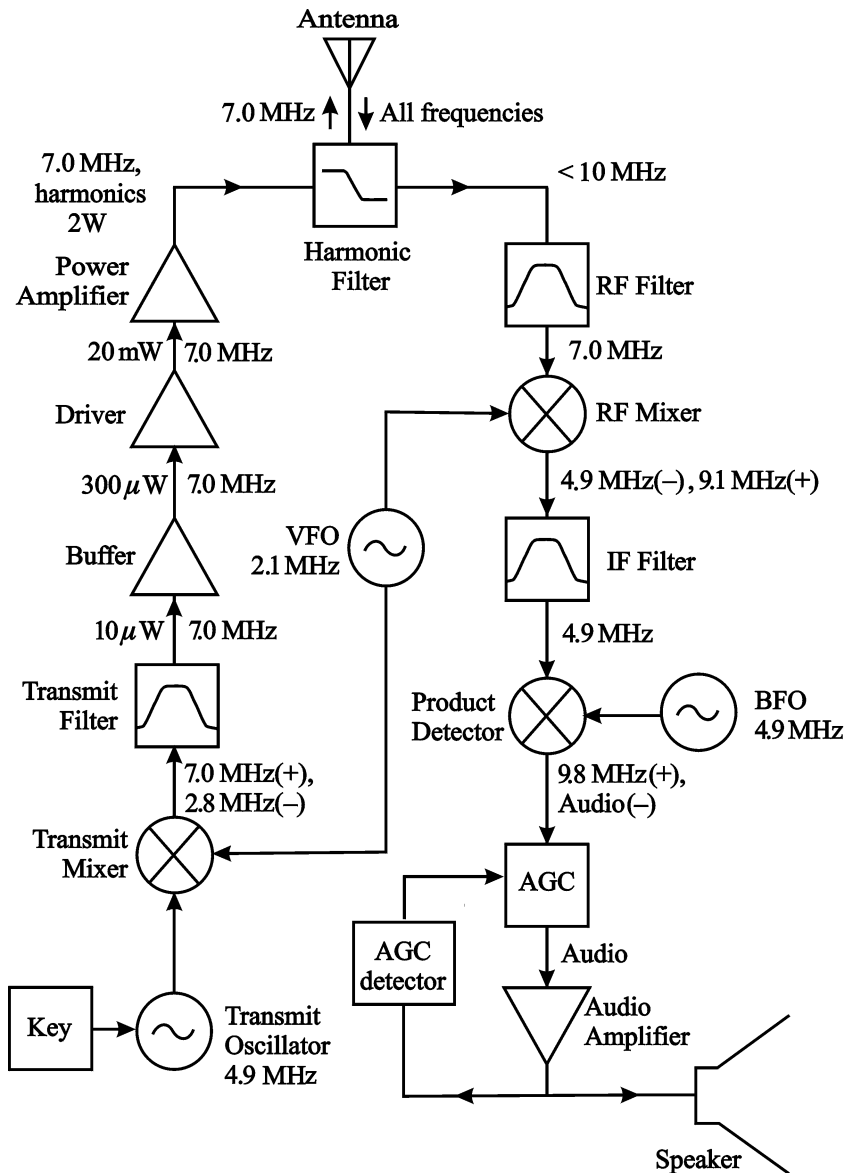 Antenna
7.0 MHz
All frequencies
7.0 MHz,
harmonics
2W
< 10 MHz
Harmonic
Filter
Power
Amplifier
RF Filter
20 mW
7.0 MHz
7.0 MHz
Driver
RF Mixer
300 μW
7.0 MHz
4.9 MHz(–), 9.1 MHz(+)
VFO
2.1 MHz
Buffer
IF Filter
10 μW
7.0 MHz
4.9 MHz
Transmit
Filter
Product
Detector
BFO
4.9 MHz
7.0 MHz(+),
2.8 MHz(–)
9.8 MHz(+),
Audio(–)
Transmit
Mixer
AGC
AGC
detector
Audio
Key
Transmit
Oscillator
4.9 MHz
Audio
Amplifier
Speaker